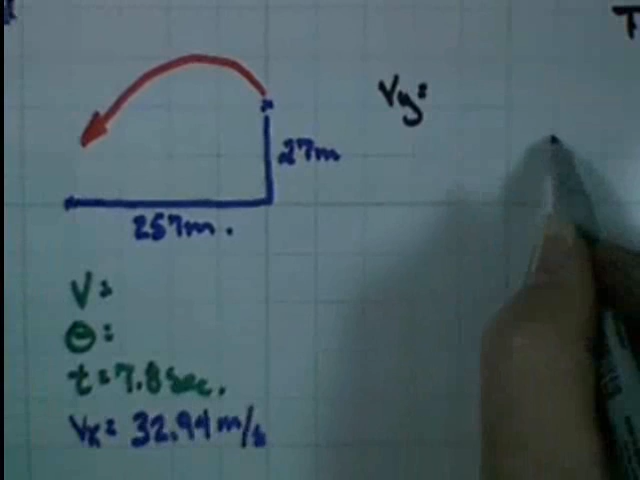 Vy=
27m
257m.
V=
θ=
t=7.8sec.
Vx= 32.94 m/s